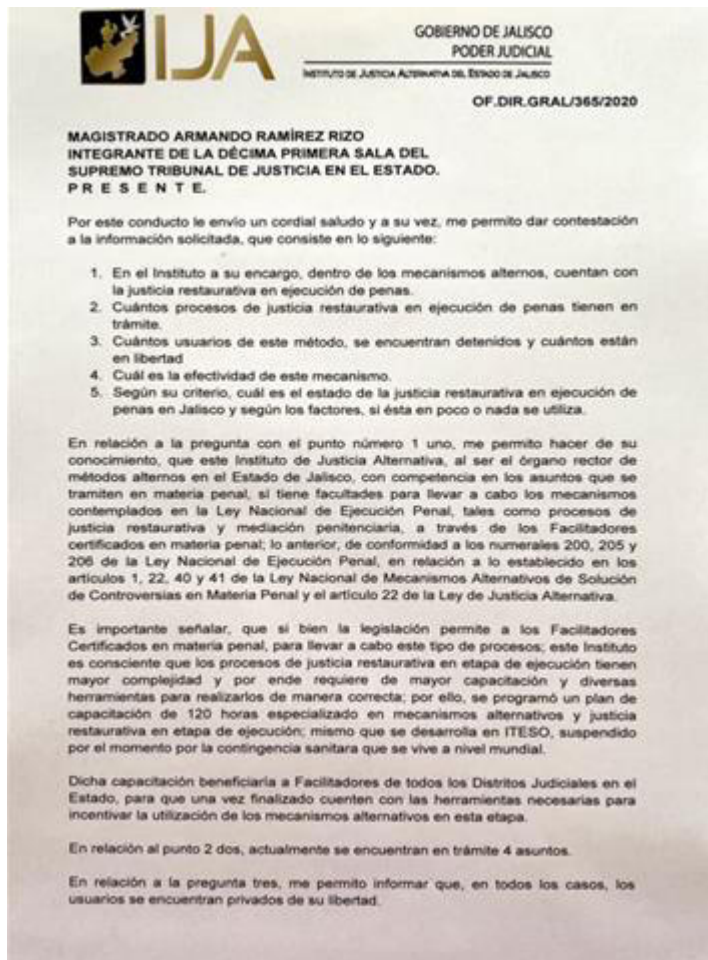 IJA
GOBIERNO DE JALISCO
PODER JUDICIAL
INSTITUTO DE JUSTICIA ALTERNATIVA DEL ESTADO DE JALISCO
OF.DIR.GRAL/365/2020
MAGISTRADO ARMANDO RAMÍREZ RIZO
INTEGRANTE DE LA DÉCIMA PRIMERA SALA DEL
SUPREMO TRIBUNAL DE JUSTICIA EN EL ESTADO.
P R E S E N T E.
Por este conducto le envío un cordial saludo y a su vez, me permito dar contestación
a la información solicitada, que consiste en lo siguiente:
1. En el Instituto a su encargo, dentro de los mecanismos alternos, cuentan con
la justicia restaurativa en ejecución de penas.
2. Cuántos procesos de justicia restaurativa en ejecución de penas tienen en
trámite.
3. Cuántos usuarios de este método, se encuentran detenidos y cuántos están
en libertad
4. Cuál es la efectividad de este mecanismo.
5. Según su criterio, cuál es el estado de la justicia restaurativa en ejecución de
penas en Jalisco y según los factores, si ésta en poco o nada se utiliza.
En relación a la pregunta con el punto número 1 uno, me permito hacer de su
conocimiento, que este Instituto de Justicia Alternativa, al ser el órgano rector de
métodos alternos en el Estado de Jalisco, con competencia en los asuntos que se
tramiten en materia penal, si tiene facultades para llevar a cabo los mecanismos
contemplados en la Ley Nacional de Ejecución Penal, tales como procesos de
justicia restaurativa y mediación penitenciaria, a través de los Facilitadores
certificados en materia penal; lo anterior, de conformidad a los numerales 200, 205 y
206 de la Ley Nacional de Ejecución Penal, en relación a lo establecido en los
artículos 1, 22, 40 y 41 de la Ley Nacional de Mecanismos Alternativos de Solución
de Controversias en Materia Penal y el artículo 22 de la Ley de Justicia Alternativa.
Es importante señalar, que si bien la legislación permite a los Facilitadores
Certificados en materia penal, para llevar a cabo este tipo de procesos; este Instituto
es consciente que los procesos de justicia restaurativa en etapa de ejecución tienen
mayor complejidad y por ende requiere de mayor capacitación y diversas
herramientas para realizarlos de manera correcta; por ello, se programó un plan de
capacitación de 120 horas especializado en mecanismos alternativos y justicia
restaurativa en etapa de ejecución; mismo que se desarrolla en ITESO, suspendido
por el momento por la contingencia sanitaria que se vive a nivel mundial.
Dicha capacitación beneficiaría a Facilitadores de todos los Distritos Judiciales en el
Estado, para que una vez finalizado cuenten con las herramientas necesarias para
incentivar la utilización de los mecanismos alternativos en esta etapa.
En relación al punto 2 dos, actualmente se encuentran en trámite 4 asuntos.
En relación a la pregunta tres, me permito informar que, en todos los casos, los
usuarios se encuentran privados de su libertad.